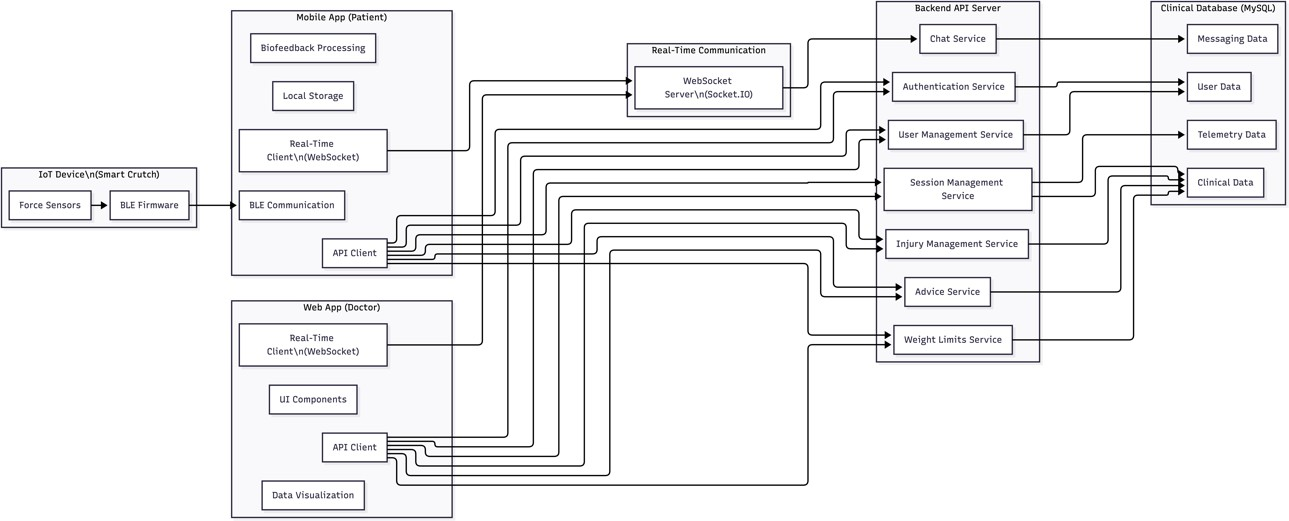 IoT Device\n(Smart Crutch)
Force Sensors
BLE Firmware
Mobile App (Patient)
Biofeedback Processing
Local Storage
Real-Time
Client\n(WebSocket)
BLE Communication
API Client
Web App (Doctor)
Real-Time
Client\n(WebSocket)
UI Components
API Client
Data Visualization
Real-Time Communication
WebSocket
Server\n(Socket.IO)
Backend API Server
Chat Service
Authentication Service
User Management Service
Session Management
Service
Injury Management Service
Advice Service
Weight Limits Service
Clinical Database (MySQL)
Messaging Data
User Data
Telemetry Data
Clinical Data